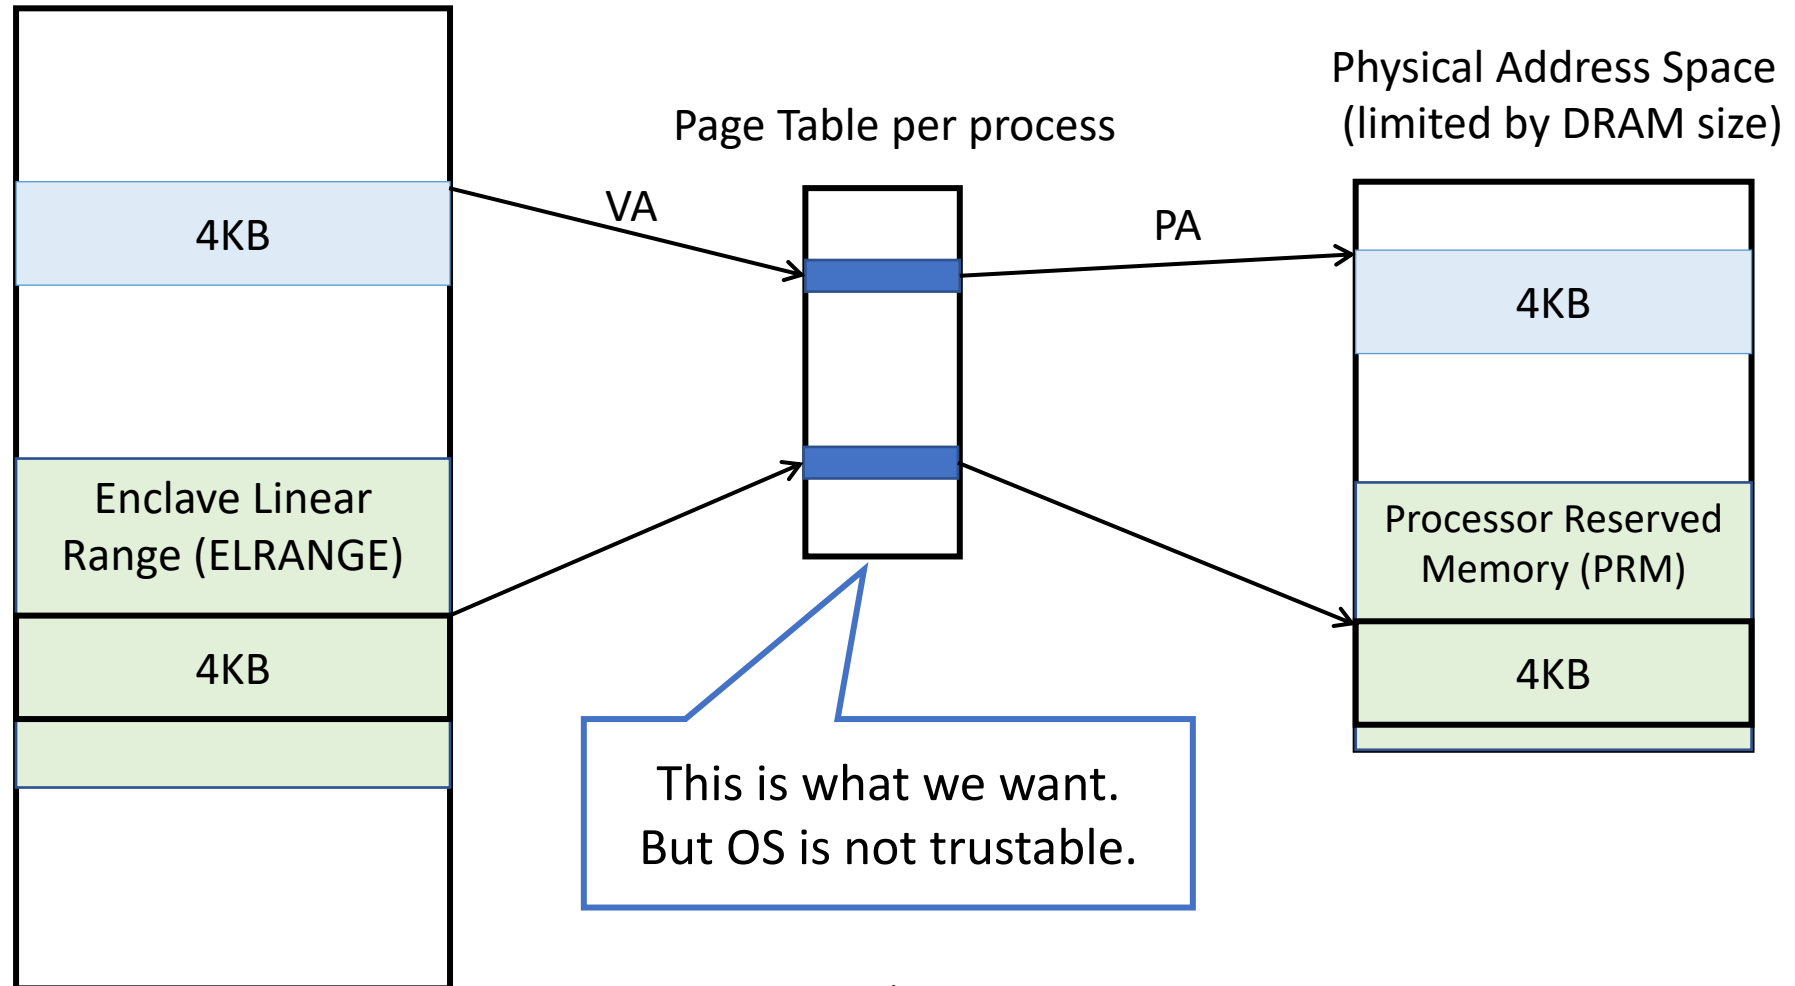 Physical Address Space
(limited by DRAM size)
Page Table per process
VA
PA
4KB
4KB
Enclave Linear
Range (ELRANGE)
Processor Reserved
Memory (PRM)
4KB
4KB
This is what we want.
But OS is not trustable.